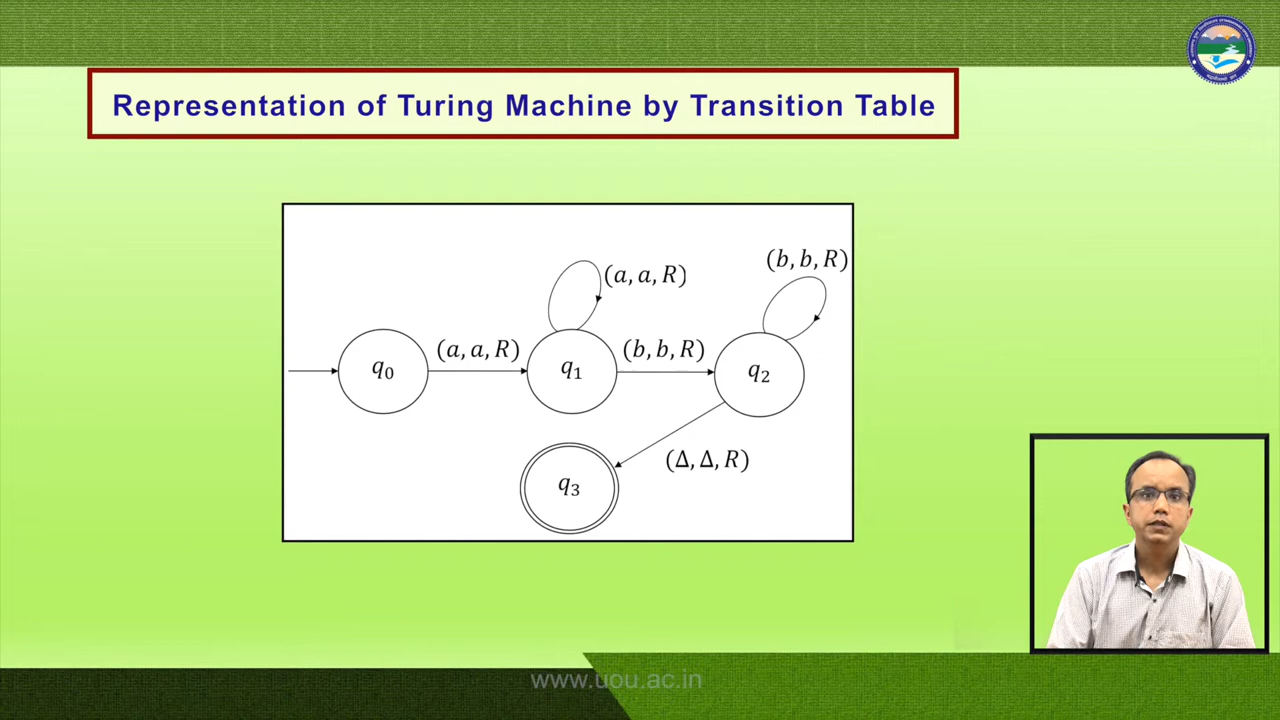 Representation of Turing Machine by Transition Table
(b, b, R)
(a, a, R)
(a, a, R)
(b, b, R)
q₀
q₁
q₂
(Δ, Δ, R)
q₃
www.uou.ac.in